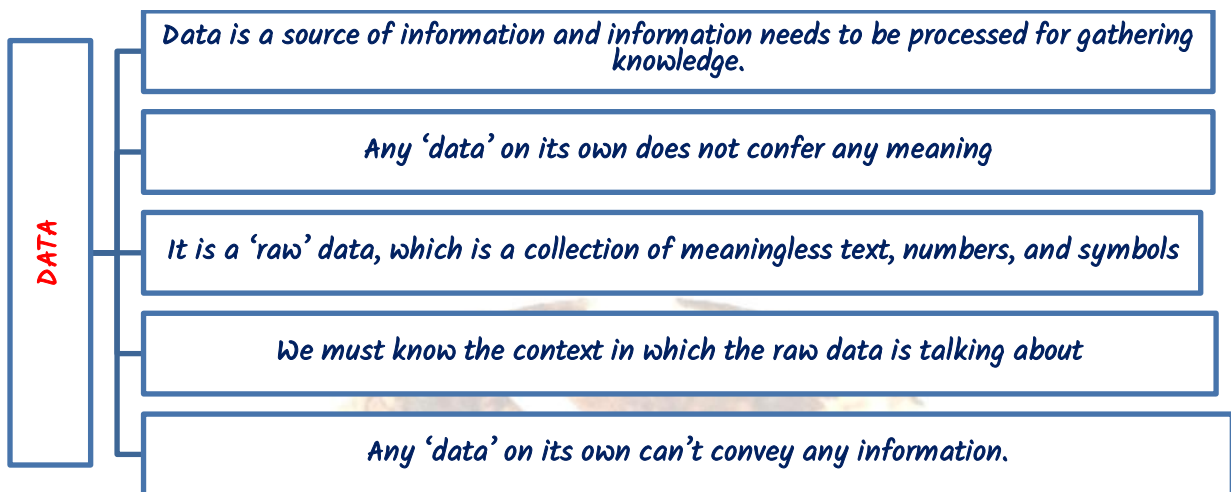 DATA
Data is a source of information and information needs to be processed for gathering
knowledge.
Any ‘data’ on its own does not confer any meaning
It is a ‘raw’ data, which is a collection of meaningless text, numbers, and symbols
We must know the context in which the raw data is talking about
Any ‘data’ on its own can’t convey any information.